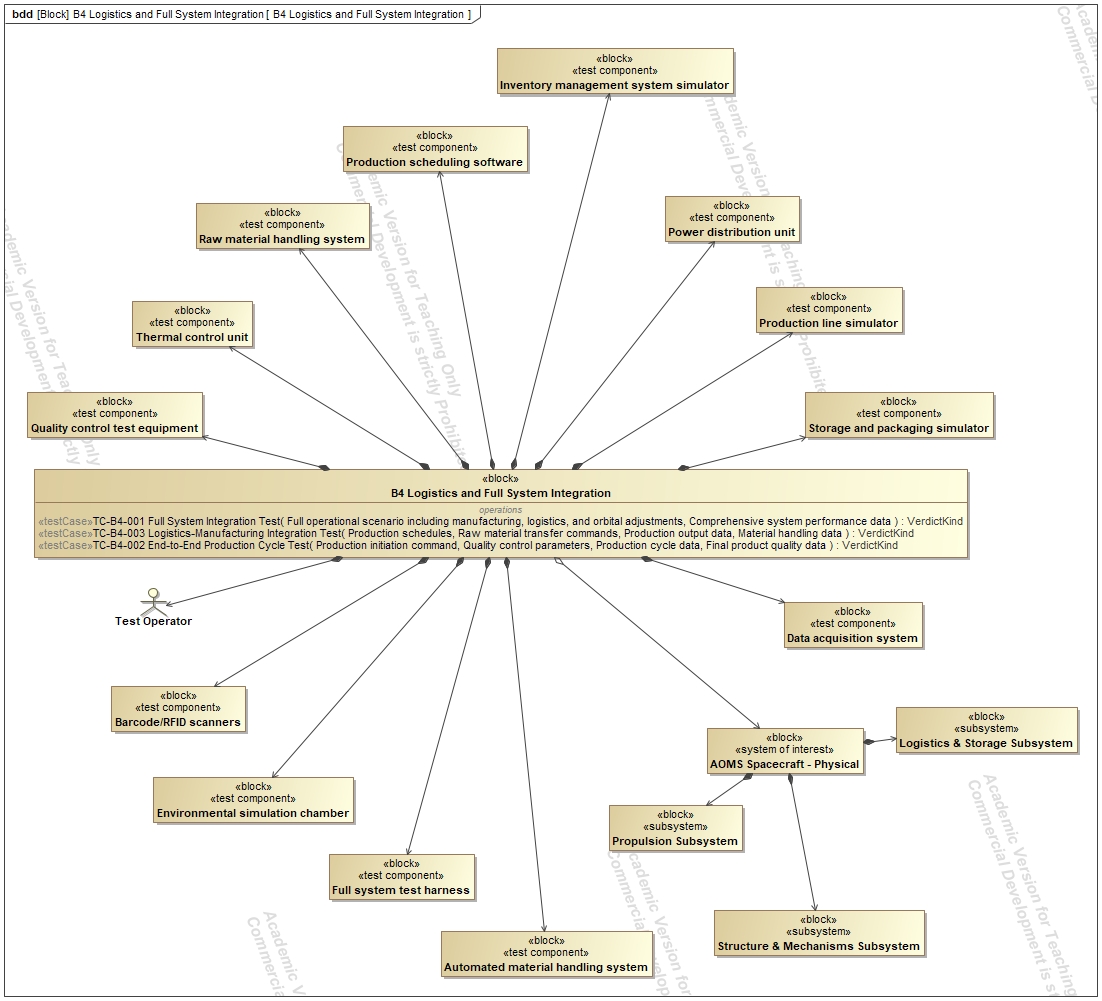 bdd [Block] B4 Logistics and Full System Integration [ B4 Logistics and Full System Integration ]
«block»
«test component»
Inventory management system simulator
«block»
«test component»
Production scheduling software
«block»
«test component»
Raw material handling system
«block»
«test component»
Power distribution unit
«block»
«test component»
Production line simulator
«block»
«test component»
Thermal control unit
«block»
«test component»
Quality control test equipment
«block»
«test component»
Storage and packaging simulator
«block»
B4 Logistics and Full System Integration
operations
«testCase»TC-B4-001 Full System Integration Test( Full operational scenario including manufacturing, logistics, and orbital adjustments, Comprehensive system performance data ) : VerdictKind
«testCase»TC-B4-003 Logistics-Manufacturing Integration Test( Production schedules, Raw material transfer commands, Production output data, Material handling data ) : VerdictKind
«testCase»TC-B4-002 End-to-End Production Cycle Test( Production initiation command, Quality control parameters, Production cycle data, Final product quality data ) : VerdictKind
Test Operator
«block»
«test component»
Data acquisition system
«block»
«test component»
Barcode/RFID scanners
«block»
«system of interest»
AOMS Spacecraft - Physical
«block»
«subsystem»
Logistics & Storage Subsystem
«block»
«test component»
Environmental simulation chamber
«block»
«subsystem»
Propulsion Subsystem
«block»
«test component»
Full system test harness
«block»
«subsystem»
Structure & Mechanisms Subsystem
«block»
«test component»
Automated material handling system
Academic Version for Teaching Only
Commercial Development is strictly Prohibited